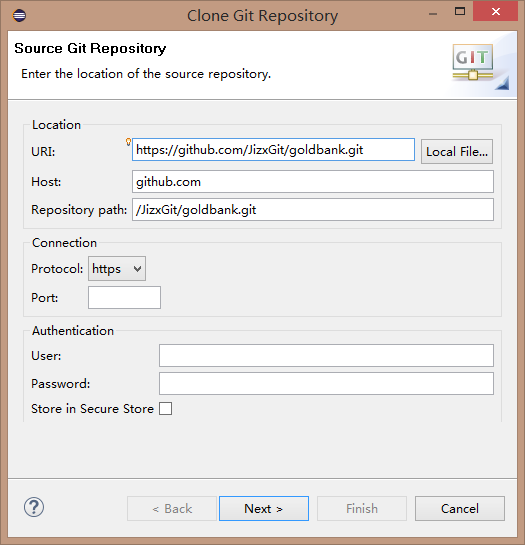 Clone Git Repository
Source Git Repository
Enter the location of the source repository.
GIT
Location
URI: https://github.com/JizxGit/goldbank.git Local File...
Host: github.com
Repository path: /JizxGit/goldbank.git
Connection
Protocol: https
Port:
Authentication
User:
Password:
Store in Secure Store
? < Back Next > Finish Cancel